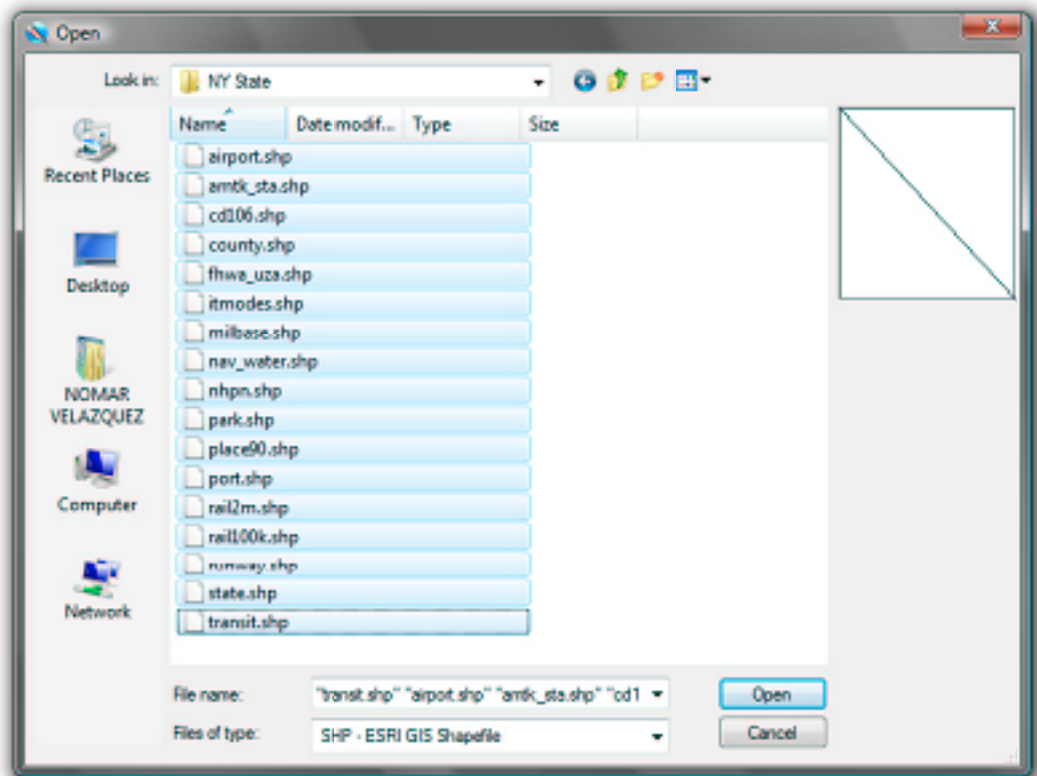 Open
Look in: NY State
Name Date modif... Type Size
airport.shp
amtk_sta.shp
cd106.shp
county.shp
fhwa_uza.shp
itmodes.shp
milbase.shp
nav_water.shp
nhpn.shp
park.shp
place90.shp
port.shp
rail2m.shp
rail100k.shp
runway.shp
state.shp
transit.shp
Recent Places
Desktop
NOMAR
VELAZQUEZ
Computer
Network
File name: "transit.shp" "airport.shp" "amtk_sta.shp" "cd1 Open
Files of type: SHP - ESRI GIS Shapefile Cancel